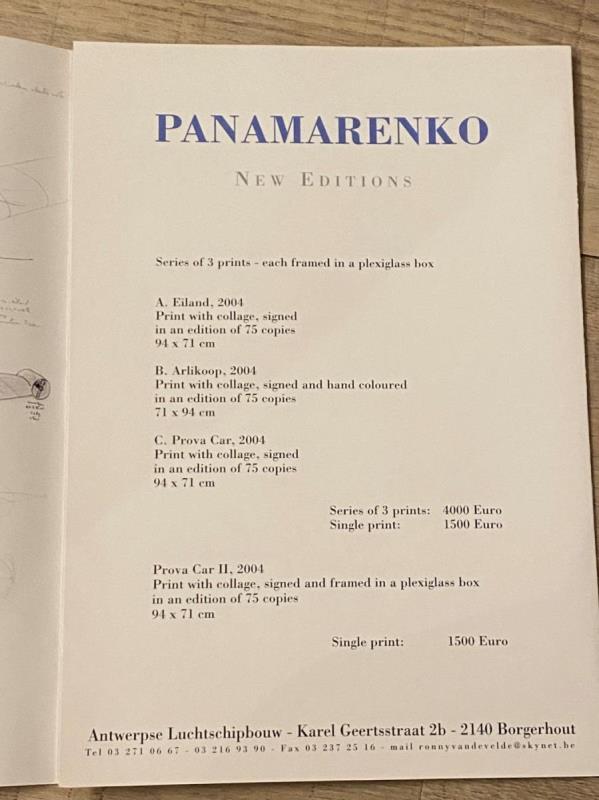 PANAMARENKO
NEW EDITIONS
Series of 3 prints - each framed in a plexiglass box
A. Eiland, 2004
Print with collage, signed
in an edition of 75 copies
94 x 71 cm
B. Arlikoop, 2004
Print with collage, signed and hand coloured
in an edition of 75 copies
71 x 94 cm
C. Prova Car, 2004
Print with collage, signed
in an edition of 75 copies
94 x 71 cm
Series of 3 prints: 4000 Euro
Single print: 1500 Euro
Prova Car II, 2004
Print with collage, signed and framed in a plexiglass box
in an edition of 75 copies
94 x 71 cm
Single print: 1500 Euro
Antwerpse Luchtschipbouw - Karel Geertsstraat 2b - 2140 Borgerhout
Tel 03 271 06 67 - 03 216 93 90 - Fax 03 237 25 16 - mail ronnyvandevelde@skynet.be